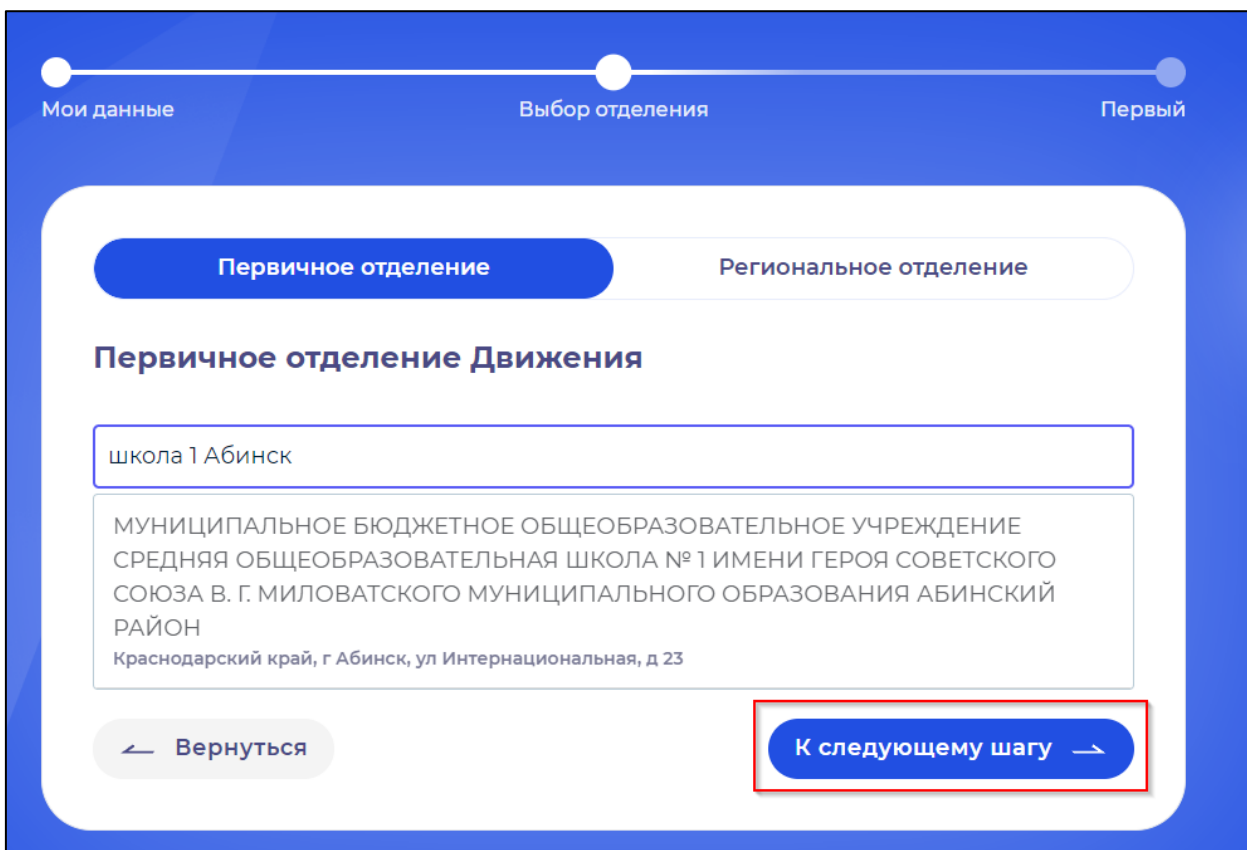 Мои данные
Выбор отделения
Первый
Первичное отделение
Региональное отделение
Первичное отделение Движения
школа 1 Абинск
МУНИЦИПАЛЬНОЕ БЮДЖЕТНОЕ ОБЩЕОБРАЗОВАТЕЛЬНОЕ УЧРЕЖДЕНИЕ
СРЕДНЯЯ ОБЩЕОБРАЗОВАТЕЛЬНАЯ ШКОЛА № 1 ИМЕНИ ГЕРОЯ СОВЕТСКОГО
СОЮЗА В. Г. МИЛОВАТСКОГО МУНИЦИПАЛЬНОГО ОБРАЗОВАНИЯ АБИНСКИЙ
РАЙОН
Краснодарский край, г Абинск, ул Интернациональная, д 23
Вернуться
К следующему шагу